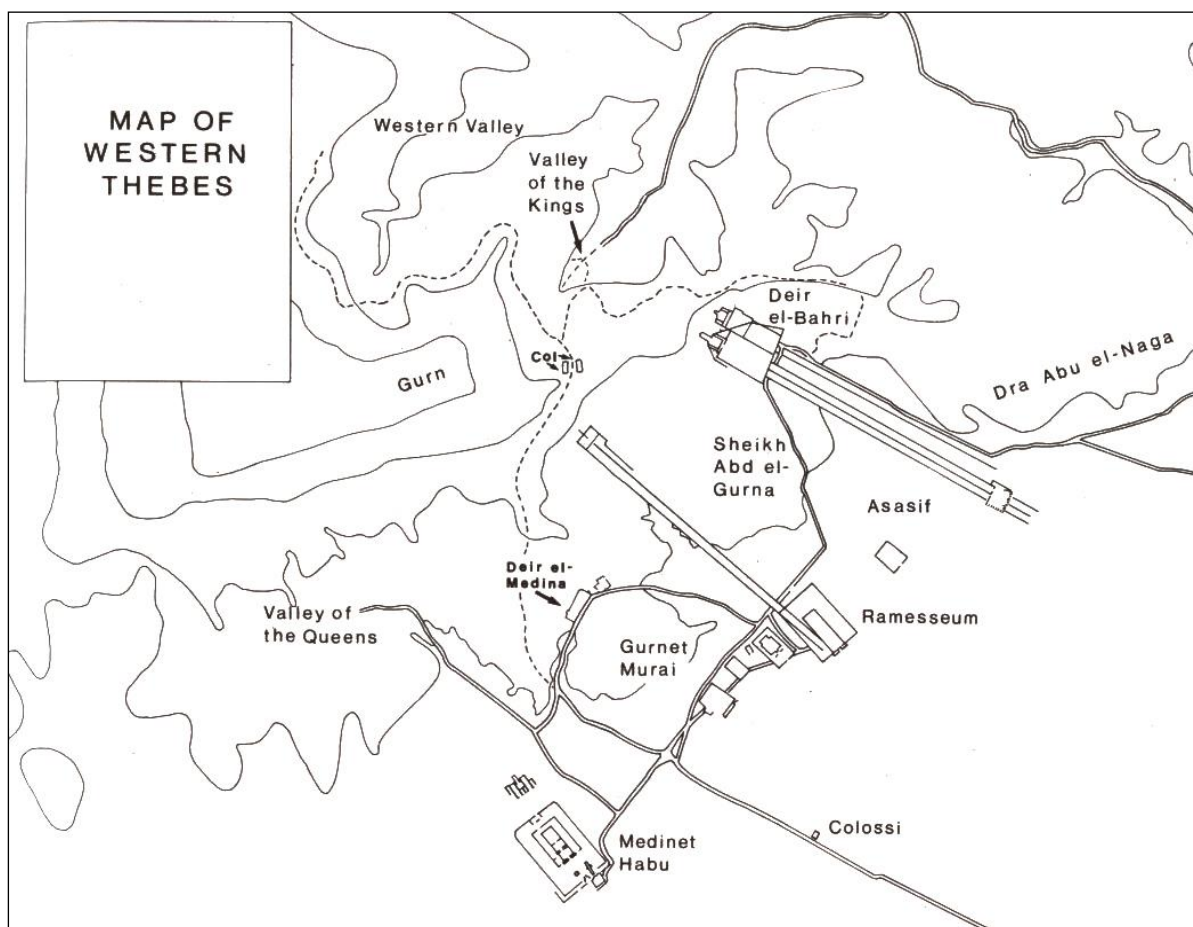 MAP OF
WESTERN
THEBES
Western Valley
Valley
of the
Kings
Deir
el-Bahri
Col
Gurn
Dra Abu el-Naga
Sheikh
Abd el-
Gurna
Asasif
Deir el-
Medina
Valley of
the Queens
Ramesseum
Gurnet
Murai
Colossi
Medinet
Habu